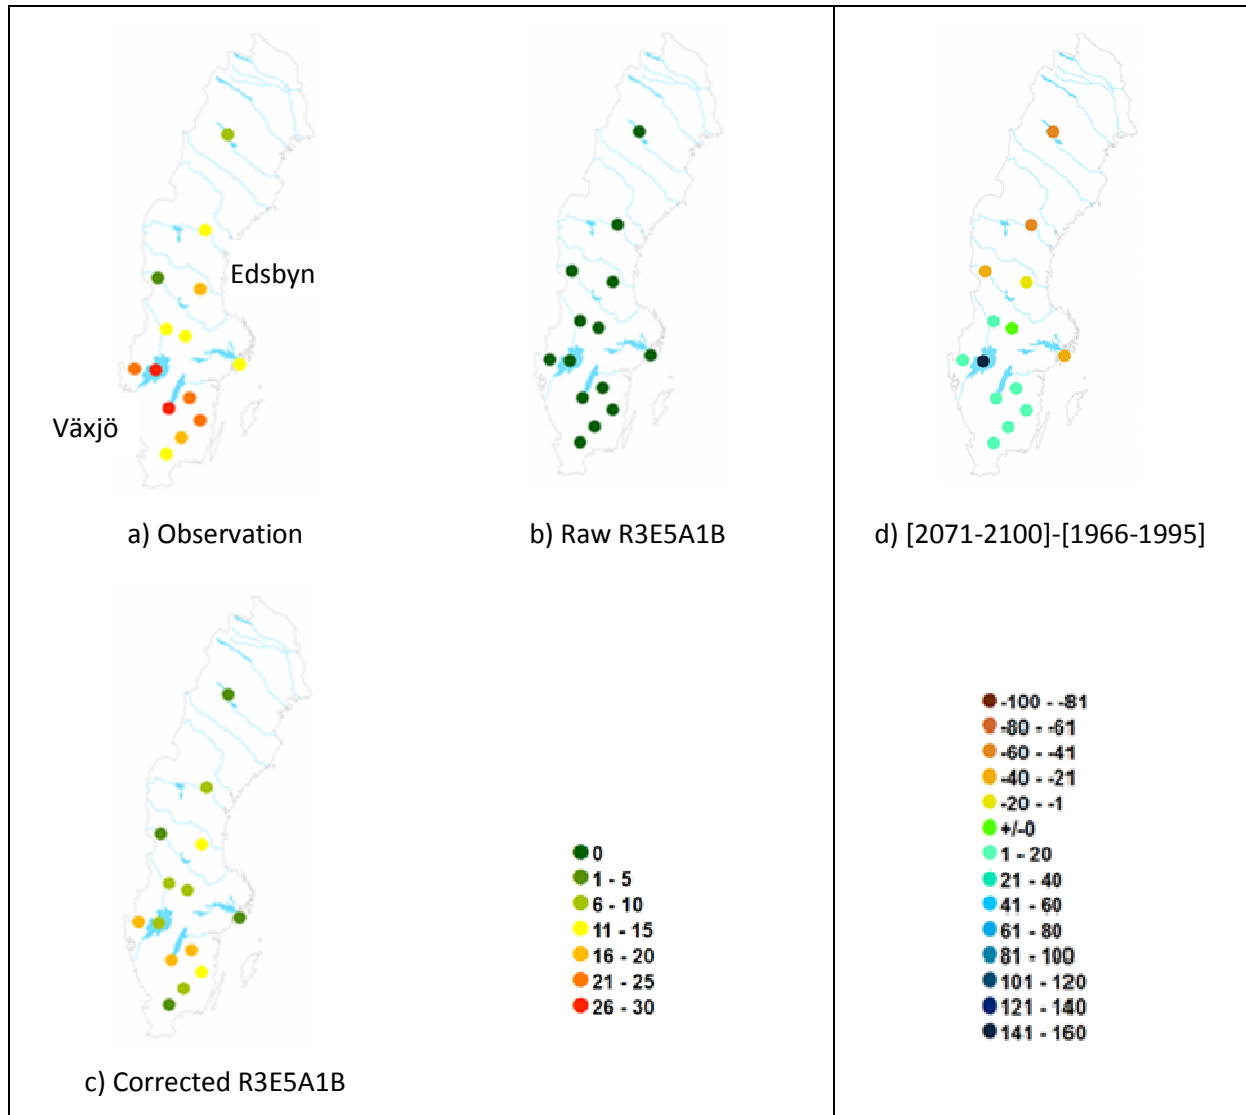 Edsbyn
Växjö
a) Observation
b) Raw R3E5A1B
d) [2071-2100]-[1966-1995]
c) Corrected R3E5A1B
0
1 - 5
6 - 10
11 - 15
16 - 20
21 - 25
26 - 30
-100 - -81
-80 - -61
-60 - -41
-40 - -21
-20 - -1
+/-0
1 - 20
21 - 40
41 - 60
61 - 80
81 - 100
101 - 120
121 - 140
141 - 160